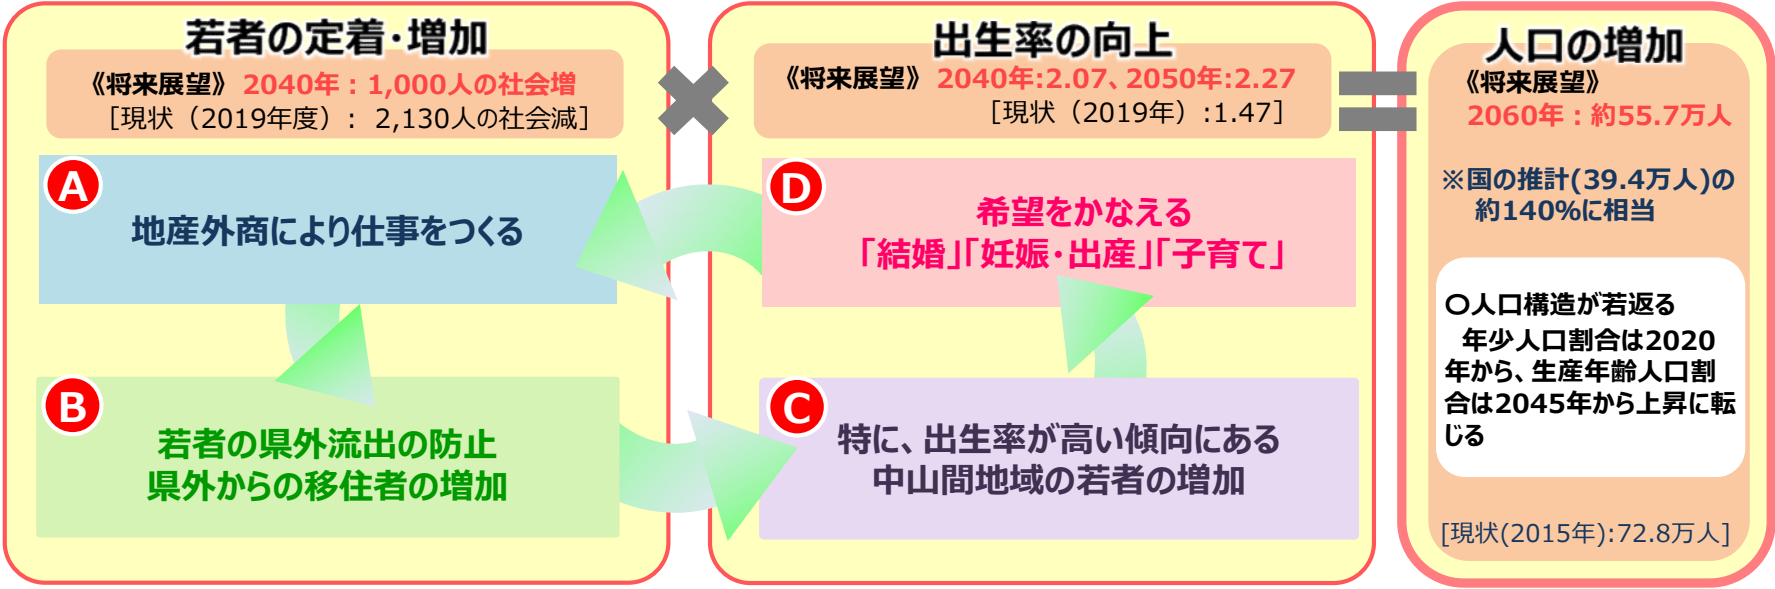 若者の定着・増加
《将来展望》 2040年：1,000人の社会増
［現状（2019年度）： 2,130人の社会減］
A
地産外商により仕事をつくる
B
若者の県外流出の防止
県外からの移住者の増加
出生率の向上
《将来展望》 2040年:2.07、2050年:2.27
［現状（2019年）:1.47］
D
希望をかなえる
「結婚」「妊娠・出産」「子育て」
C
特に、出生率が高い傾向にある
中山間地域の若者の増加
人口の増加
《将来展望》
2060年：約55.7万人
※国の推計(39.4万人)の
約140%に相当
〇人口構造が若返る
年少人口割合は2020
年から、生産年齢人口割
合は2045年から上昇に転
じる
[現状(2015年):72.8万人]